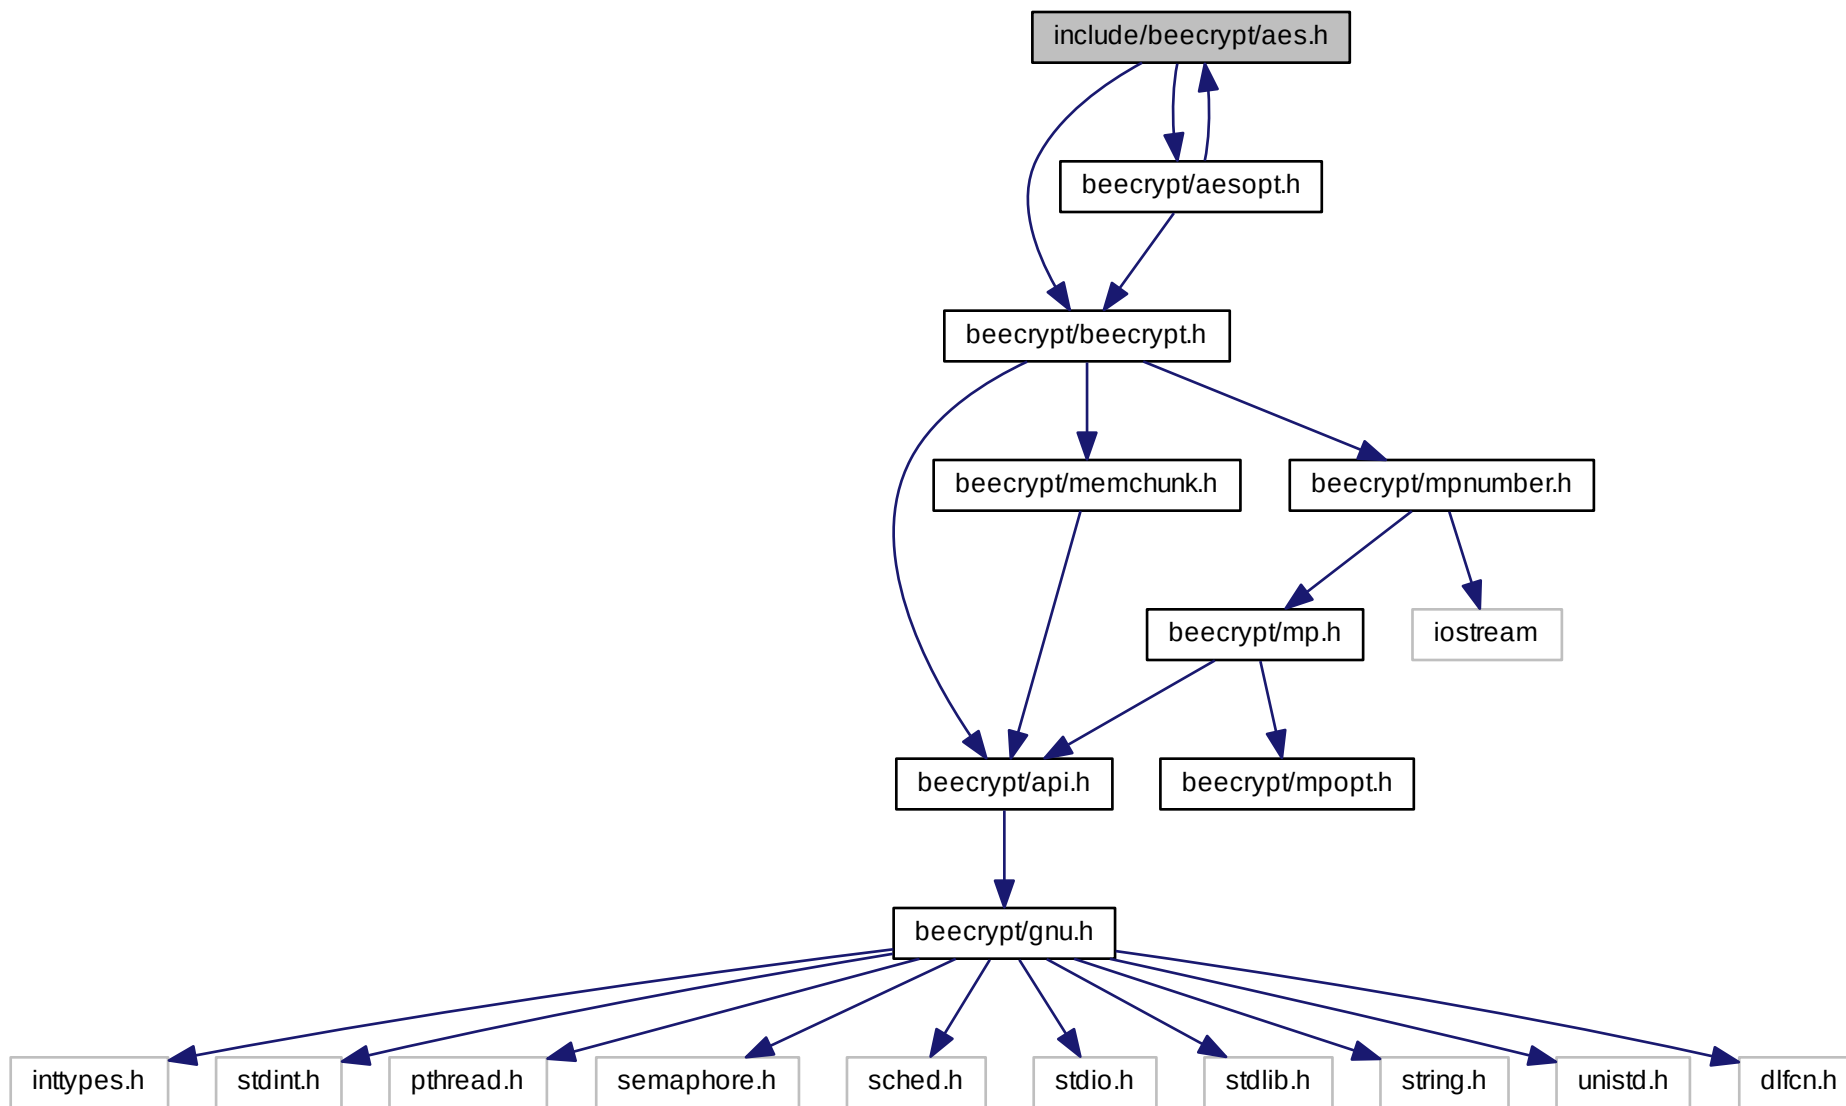 include/beecrypt/aes.h
beecrypt/aesopt.h
beecrypt/beecrypt.h
beecrypt/memchunk.h
beecrypt/mpnumber.h
beecrypt/mp.h
iostream
beecrypt/api.h
beecrypt/mpopt.h
beecrypt/gnu.h
inttypes.h
stdint.h
pthread.h
semaphore.h
sched.h
stdio.h
stdlib.h
string.h
unistd.h
dlfcn.h